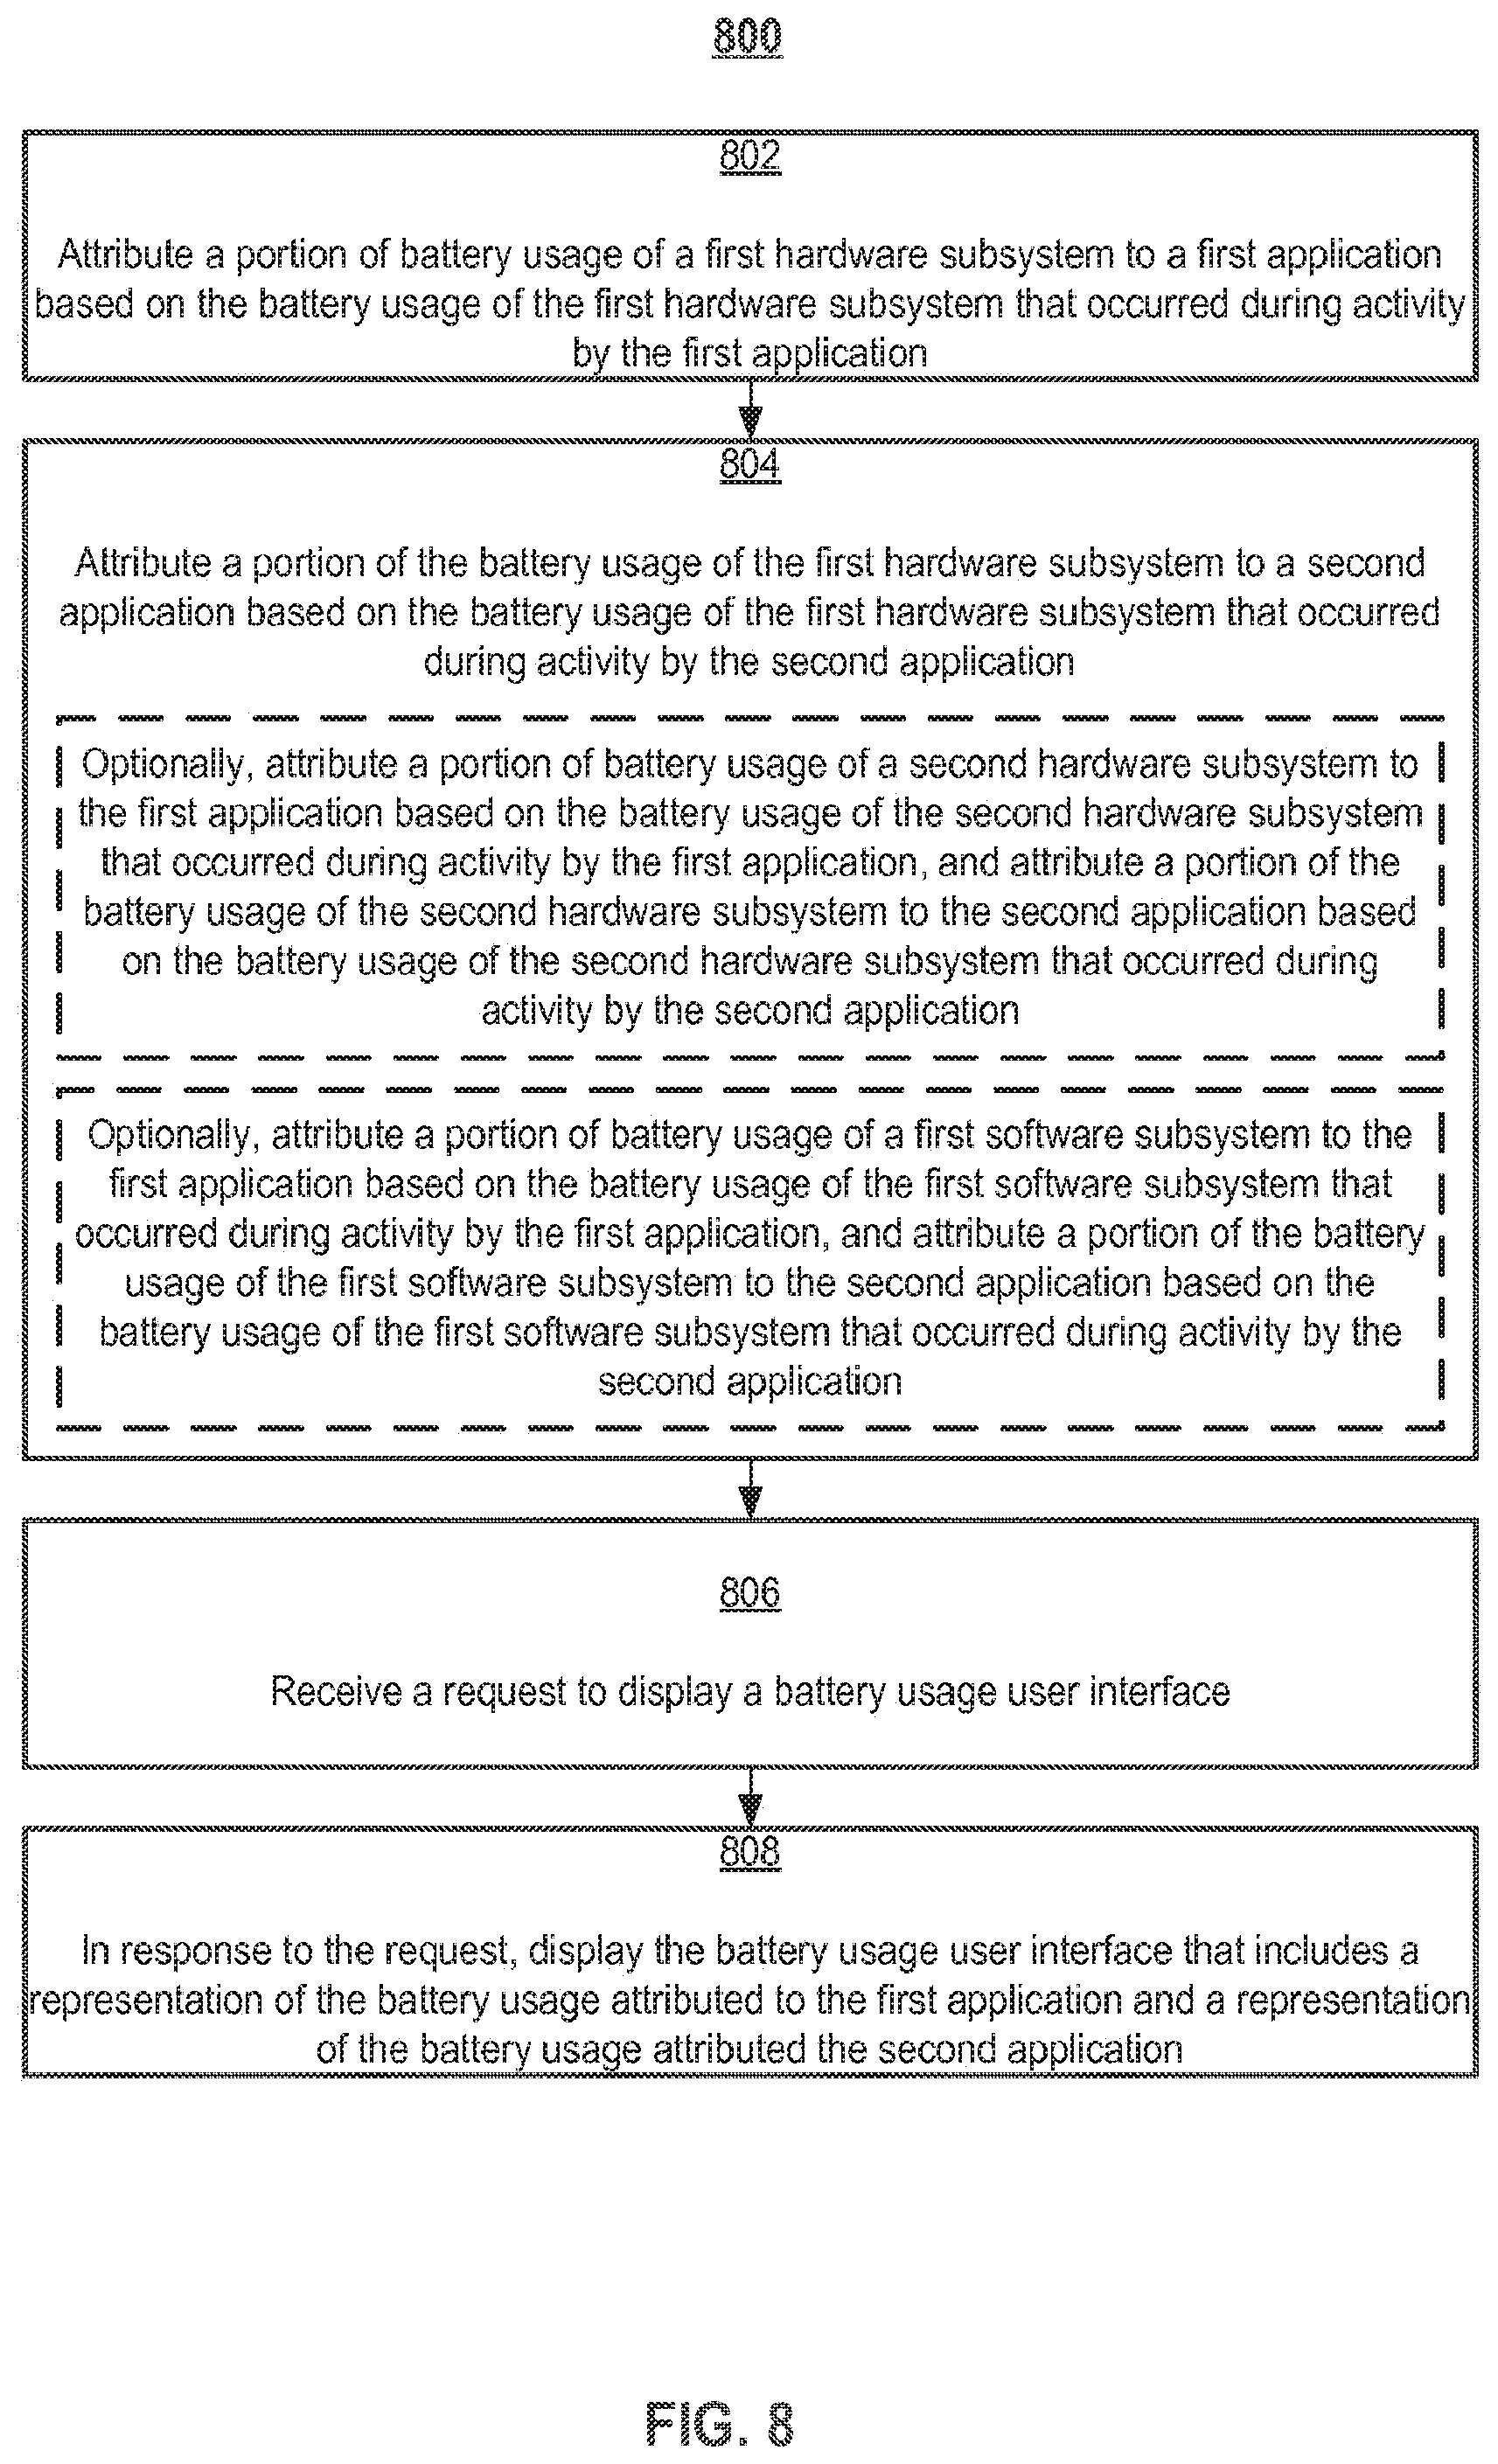 800
802
Attribute a portion of battery usage of a first hardware subsystem to a first application
based on the battery usage of the first hardware subsystem that occurred during activity
by the first application
804
Attribute a portion of the battery usage of the first hardware subsystem to a second
application based on the battery usage of the first hardware subsystem that occurred
during activity by the second application
Optionally, attribute a portion of battery usage of a second hardware subsystem to
the first application based on the battery usage of the second hardware subsystem
that occurred during activity by the first application, and attribute a portion of the
battery usage of the second hardware subsystem to the second application based
on the battery usage of the second hardware subsystem that occurred during
activity by the second application
Optionally, attribute a portion of battery usage of a first software subsystem to the
first application based on the battery usage of the first software subsystem that
occurred during activity by the first application, and attribute a portion of the battery
usage of the first software subsystem to the second application based on the
battery usage of the first software subsystem that occurred during activity by the
second application
806
Receive a request to display a battery usage user interface
808
In response to the request, display the battery usage user interface that includes a
representation of the battery usage attributed to the first application and a representation
of the battery usage attributed the second application
FIG. 8